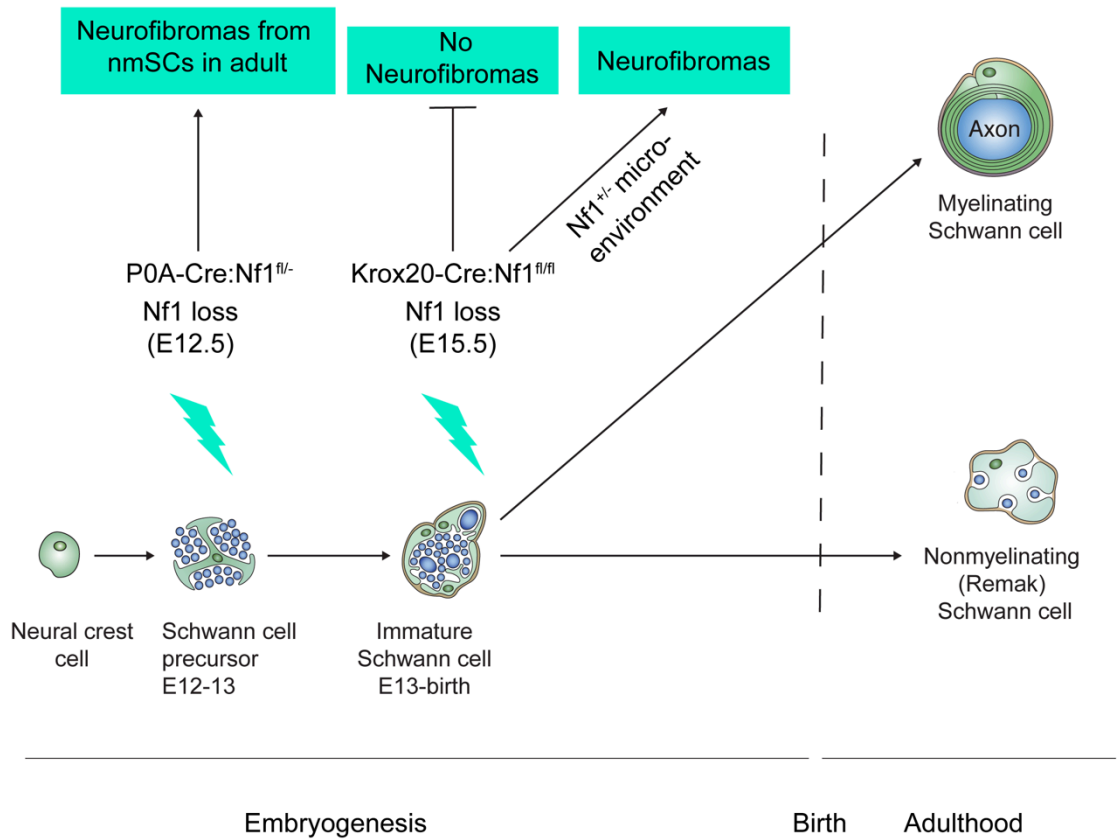 Neurofibromas from
nmSCs in adult
No
Neurofibromas
Neurofibromas
Nf1+/- micro-
environment
P0A-Cre:Nf1fl/-
Nf1 loss
(E12.5)
Krox20-Cre:Nf1fl/fl
Nf1 loss
(E15.5)
Axon
Myelinating
Schwann cell
Nonmyelinating
(Remak)
Schwann cell
Neural crest
cell
Schwann cell
precursor
E12-13
Immature
Schwann cell
E13-birth
Embryogenesis
Birth
Adulthood